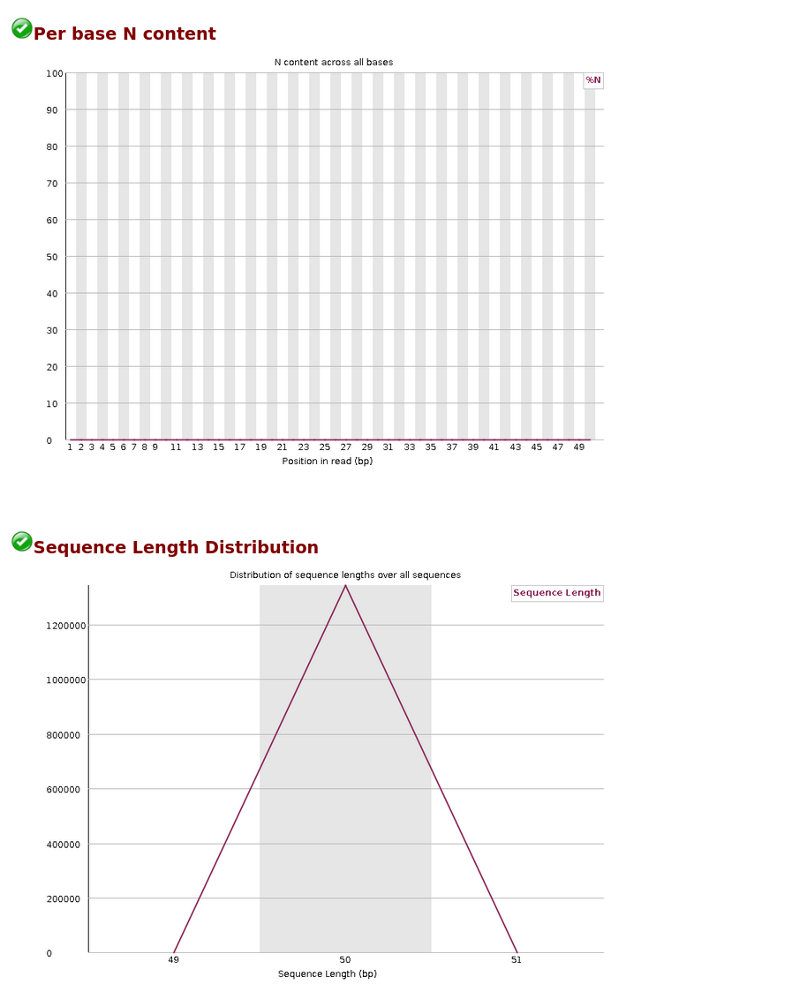 Per base N content
N content across all bases
%N
100
90
80
70
60
50
40
30
20
10
0
1 2 3 4 5 6 7 8 9 11 13 15 17 19 21 23 25 27 29 31 33 35 37 39 41 43 45 47 49
Position in read (bp)
Sequence Length Distribution
Distribution of sequence lengths over all sequences
Sequence Length
1200000
1000000
800000
600000
400000
200000
0
49 50 51
Sequence Length (bp)